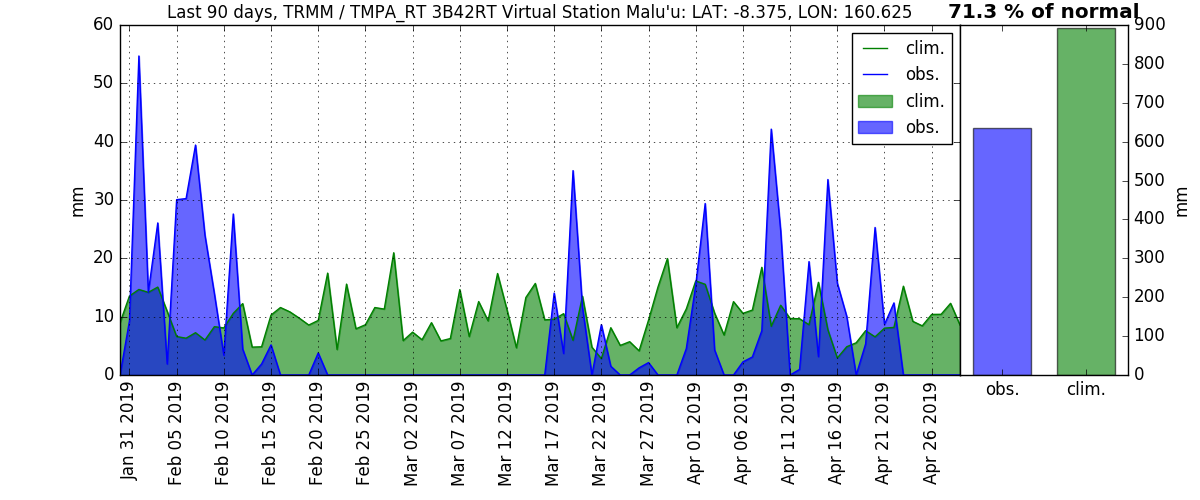 Last 90 days, TRMM / TMPA_RT 3B42RT Virtual Station Malu'u: LAT: -8.375, LON: 160.625
71.3 % of normal
60
50
40
30
20
10
0
mm
clim.
obs.
clim.
obs.
900
800
700
600
500
400
300
200
100
0
mm
Jan 31 2019
Feb 05 2019
Feb 10 2019
Feb 15 2019
Feb 20 2019
Feb 25 2019
Mar 02 2019
Mar 07 2019
Mar 12 2019
Mar 17 2019
Mar 22 2019
Mar 27 2019
Apr 01 2019
Apr 06 2019
Apr 11 2019
Apr 16 2019
Apr 21 2019
Apr 26 2019
obs.
clim.